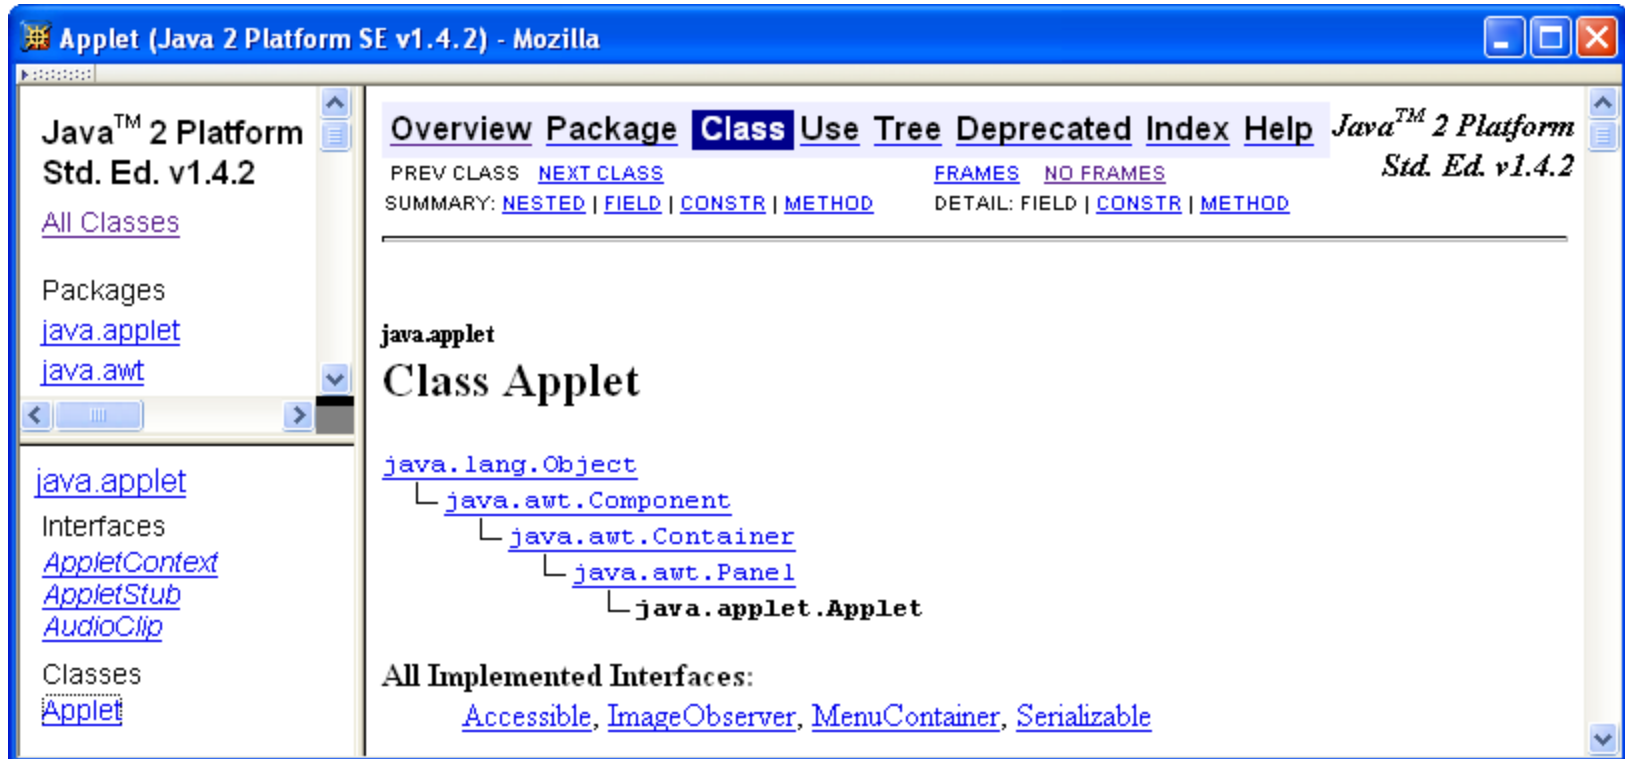 Applet (Java 2 Platform SE v1.4.2) - Mozilla
Java™ 2 Platform
Std. Ed. v1.4.2
All Classes
Packages
java.applet
java.awt
java.applet
Interfaces
AppletContext
AppletStub
AudioClip
Classes
Applet
Overview Package Class Use Tree Deprecated Index Help
Java™ 2 Platform
Std. Ed. v1.4.2
PREV CLASS NEXT CLASS FRAMES NO FRAMES
SUMMARY: NESTED | FIELD | CONSTR | METHOD DETAIL: FIELD | CONSTR | METHOD
java.applet
Class Applet
java.lang.Object
java.awt.Component
java.awt.Container
java.awt.Panel
java.applet.Applet
All Implemented Interfaces:
Accessible, ImageObserver, MenuContainer, Serializable